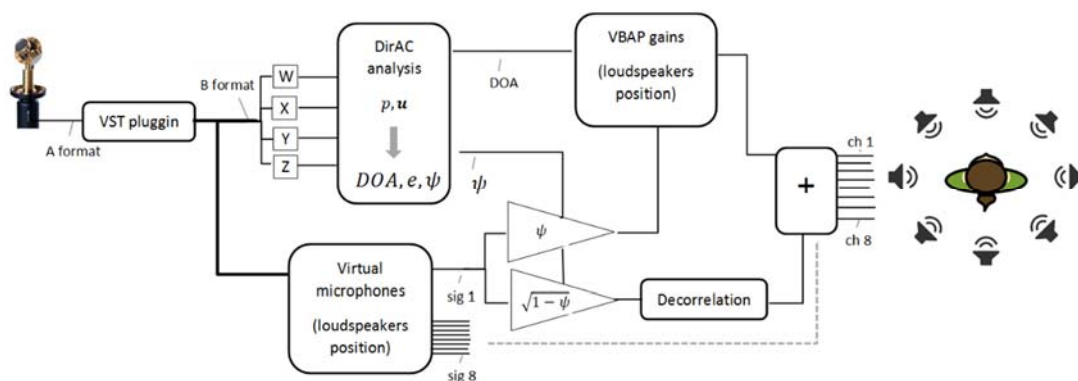 A format
VST pluggin
B format
W
X
Y
Z
DirAC
analysis
p, u
DOA, e, ψ
DOA
ψ
VBAP gains
(loudspeakers
position)
ψ
√1 − ψ
Virtual
microphones
(loudspeakers
position)
sig 1
sig 8
Decorrelation
+
ch 1
ch 8